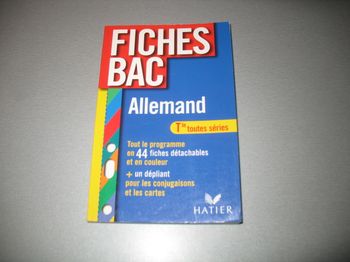 FICHES
BAC
Allemand
Tle toutes séries
Tout le programme
en 44 fiches détachables
et en couleur
+ un dépliant
pour les conjugaisons
et les cartes
HATIER